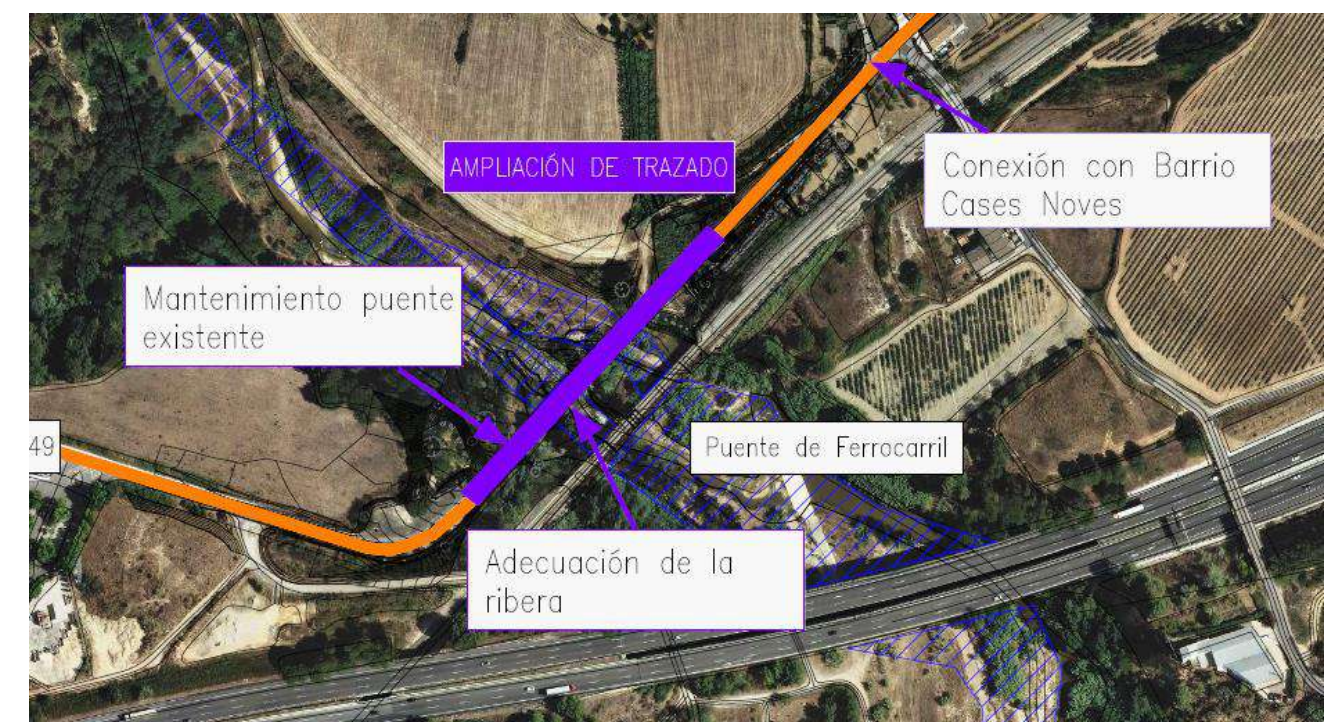 AMPLIACIÓN DE TRAZADO
Conexión con Barrio
Cases Noves
Mantenimiento puente
existente
49
Puente de Ferrocarril
Adecuación de la
ribera